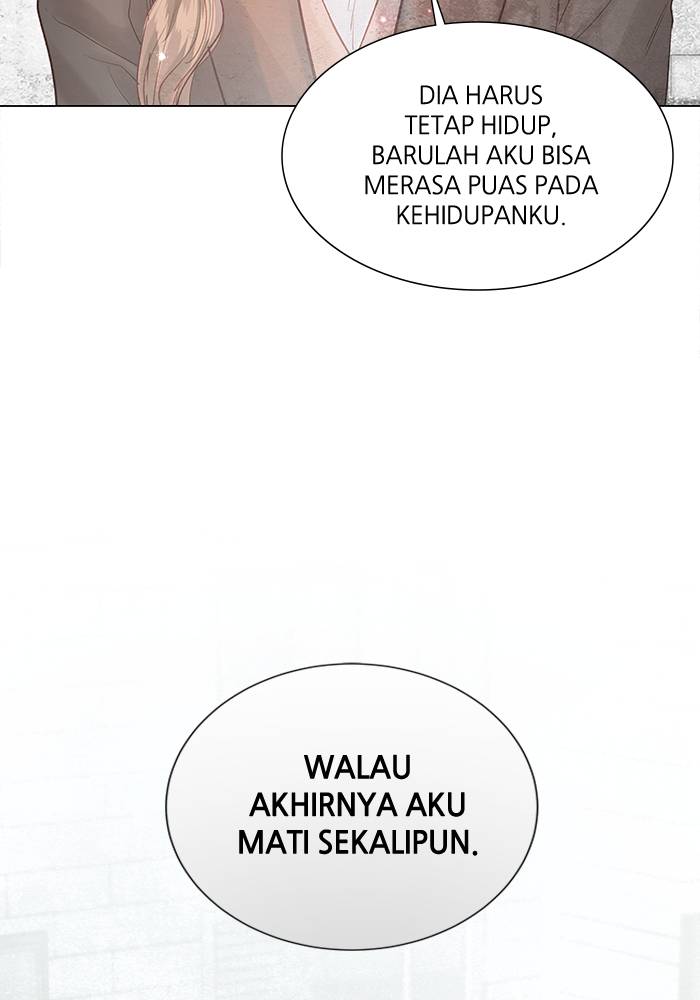 DIA HARUS
TETAP HIDUP,
BARULAH AKU BISA
MERASA PUAS PADA
KEHIDUPANKU.
WALAU
AKHIRNYA AKU
MATI SEKALIPUN.